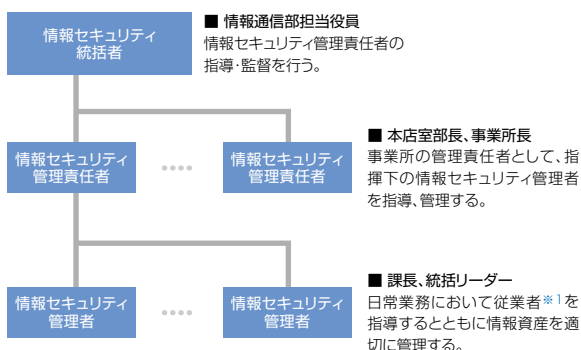 情報セキュリティ
統括者
■ 情報通信部担当役員
情報セキュリティ管理責任者の
指導・監督を行う。
情報セキュリティ
管理責任者
情報セキュリティ
管理責任者
■ 本店室部長、事業所長
事業所の管理責任者として、指
揮下の情報セキュリティ管理者
を指導、管理する。
情報セキュリティ
管理者
情報セキュリティ
管理者
■ 課長、統括リーダー
日常業務において従業者※1を
指導するとともに情報資産を適
切に管理する。